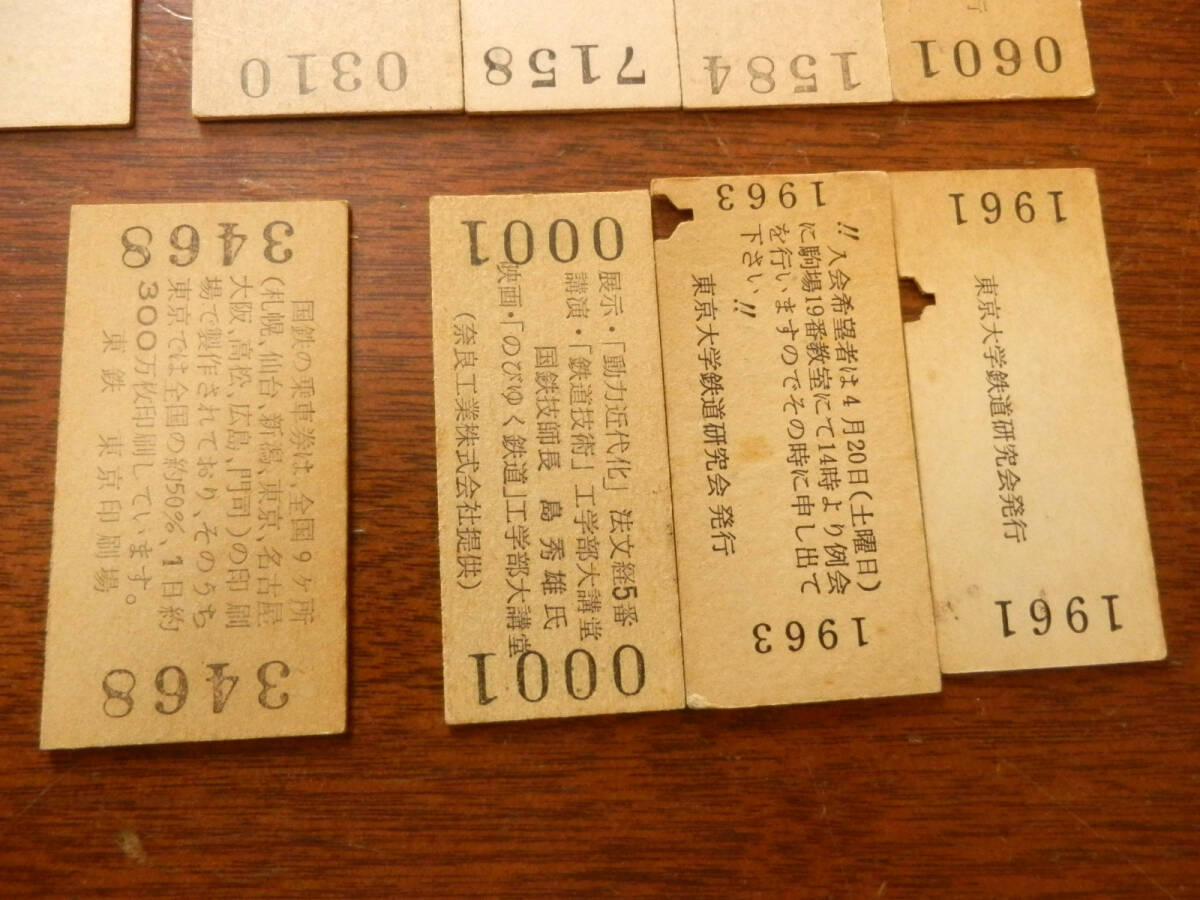 0310
7158
1584
行
0601
3468
国鉄の乗車券は、全国9ヶ所
(札幌、仙台、新潟、東京、名古屋
大阪、高松、広島、門司)の印刷
場で製作されており、そのうち
東京では全国の約50% 1日約
300万枚印刷しています。
東鉄 東京印刷場
3468
0001
展示・「動力近代化」法文経5番
講演・「鉄道技術」工学部大講堂
国鉄技師長 島秀雄氏
映画・「のびゆく鉄道」工学部大講堂
(奈良工業株式会社提供)
0001
1963
!!入会希望者は4月20日(土曜日)
に駒場19番教室にて14時より例会
を行いますのでその時に申し出て
下さい!!
東京大学鉄道研究会発行
1963
1961
東京大学鉄道研究会発行
1961